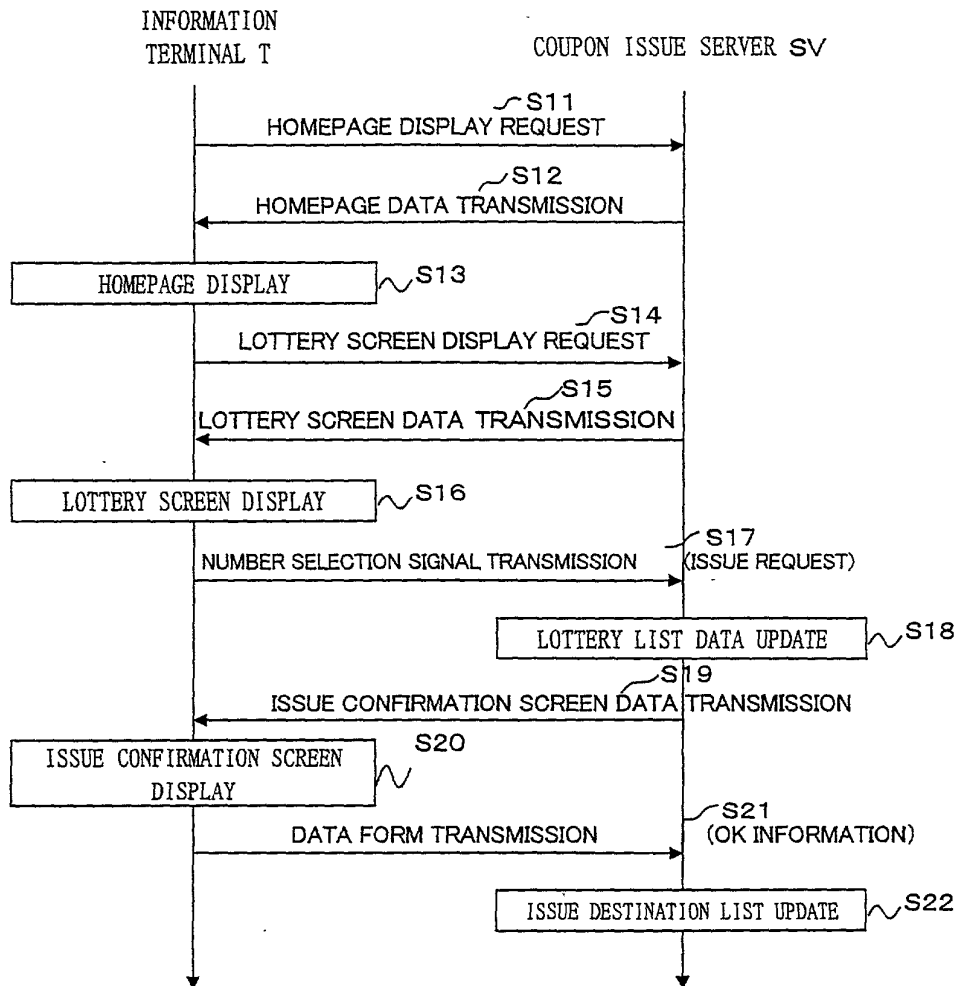 INFORMATION
TERMINAL T
COUPON ISSUE SERVER SV
S11
HOMEPAGE DISPLAY REQUEST
S12
HOMEPAGE DATA TRANSMISSION
HOMEPAGE DISPLAY
S13
S14
LOTTERY SCREEN DISPLAY REQUEST
S15
LOTTERY SCREEN DATA TRANSMISSION
LOTTERY SCREEN DISPLAY
S16
S17
NUMBER SELECTION SIGNAL TRANSMISSION
(ISSUE REQUEST)
LOTTERY LIST DATA UPDATE
S18
S19
ISSUE CONFIRMATION SCREEN DATA TRANSMISSION
ISSUE CONFIRMATION SCREEN
DISPLAY
S20
S21
DATA FORM TRANSMISSION
(OK INFORMATION)
ISSUE DESTINATION LIST UPDATE
S22